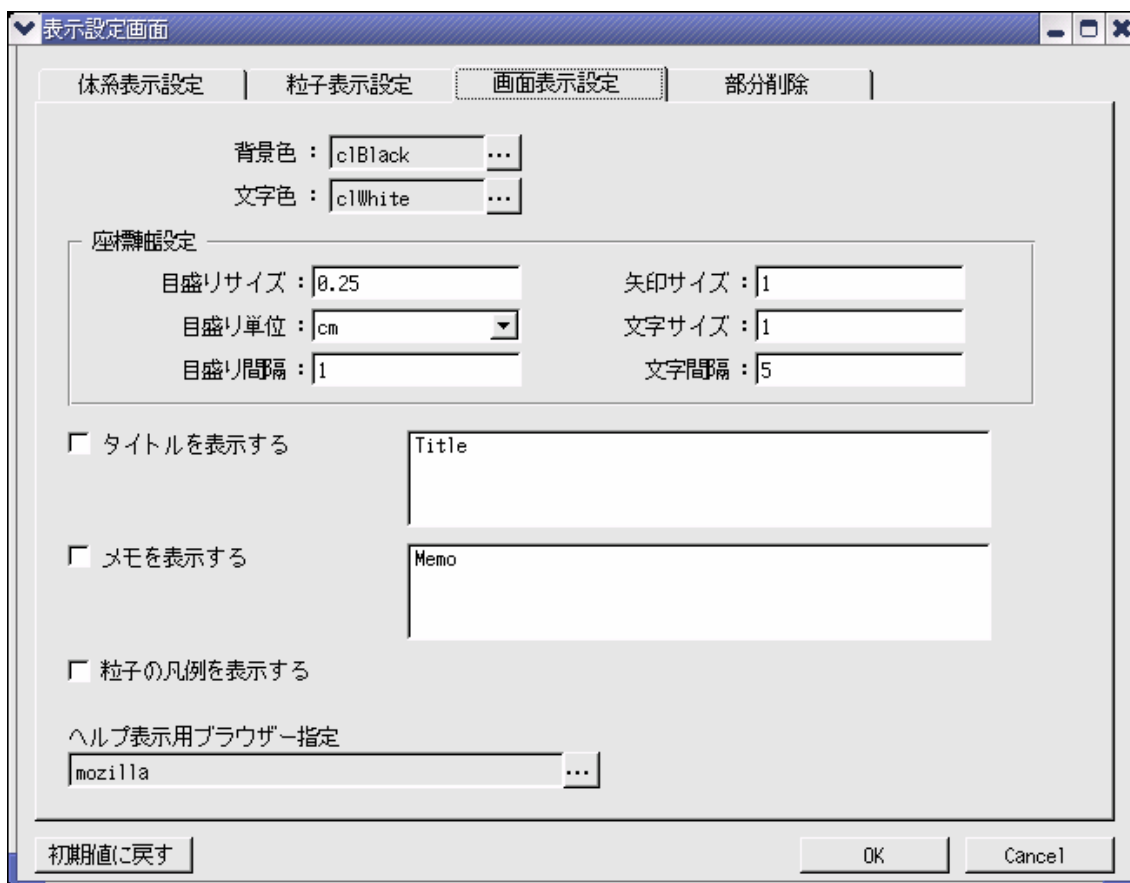 表示設定画面
体系表示設定 粒子表示設定 画面表示設定 部分削除
背景色 : clBlack ...
文字色 : clWhite ...
座標軸設定
目盛りサイズ : 0.25 矢印サイズ : 1
目盛り単位 : cm 文字サイズ : 1
目盛り間隔 : 1 文字間隔 : 5
タイトルを表示する Title
メモを表示する Memo
粒子の凡例を表示する
ヘルプ表示用ブラウザー指定
mozilla ...
初期値に戻す OK Cancel